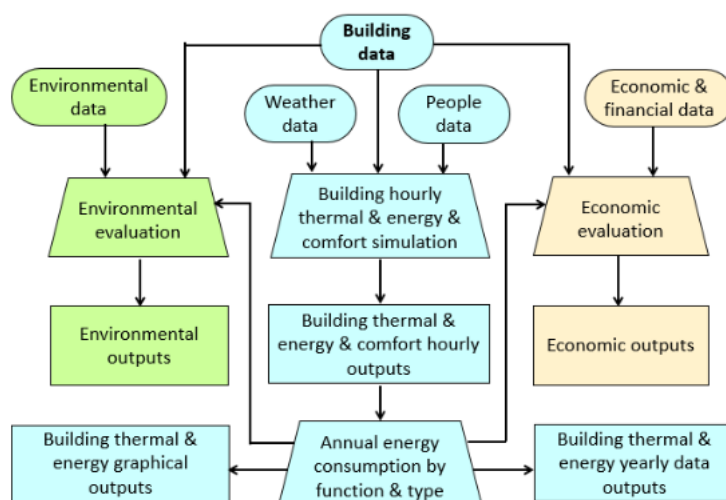 Building
data
Environmental
data
Weather
data
People
data
Economic &
financial data
Environmental
evaluation
Building hourly
thermal & energy &
comfort simulation
Economic
evaluation
Environmental
outputs
Building thermal &
energy & comfort hourly
outputs
Economic outputs
Building thermal &
energy graphical
outputs
Annual energy
consumption by
function & type
Building thermal &
energy yearly data
outputs